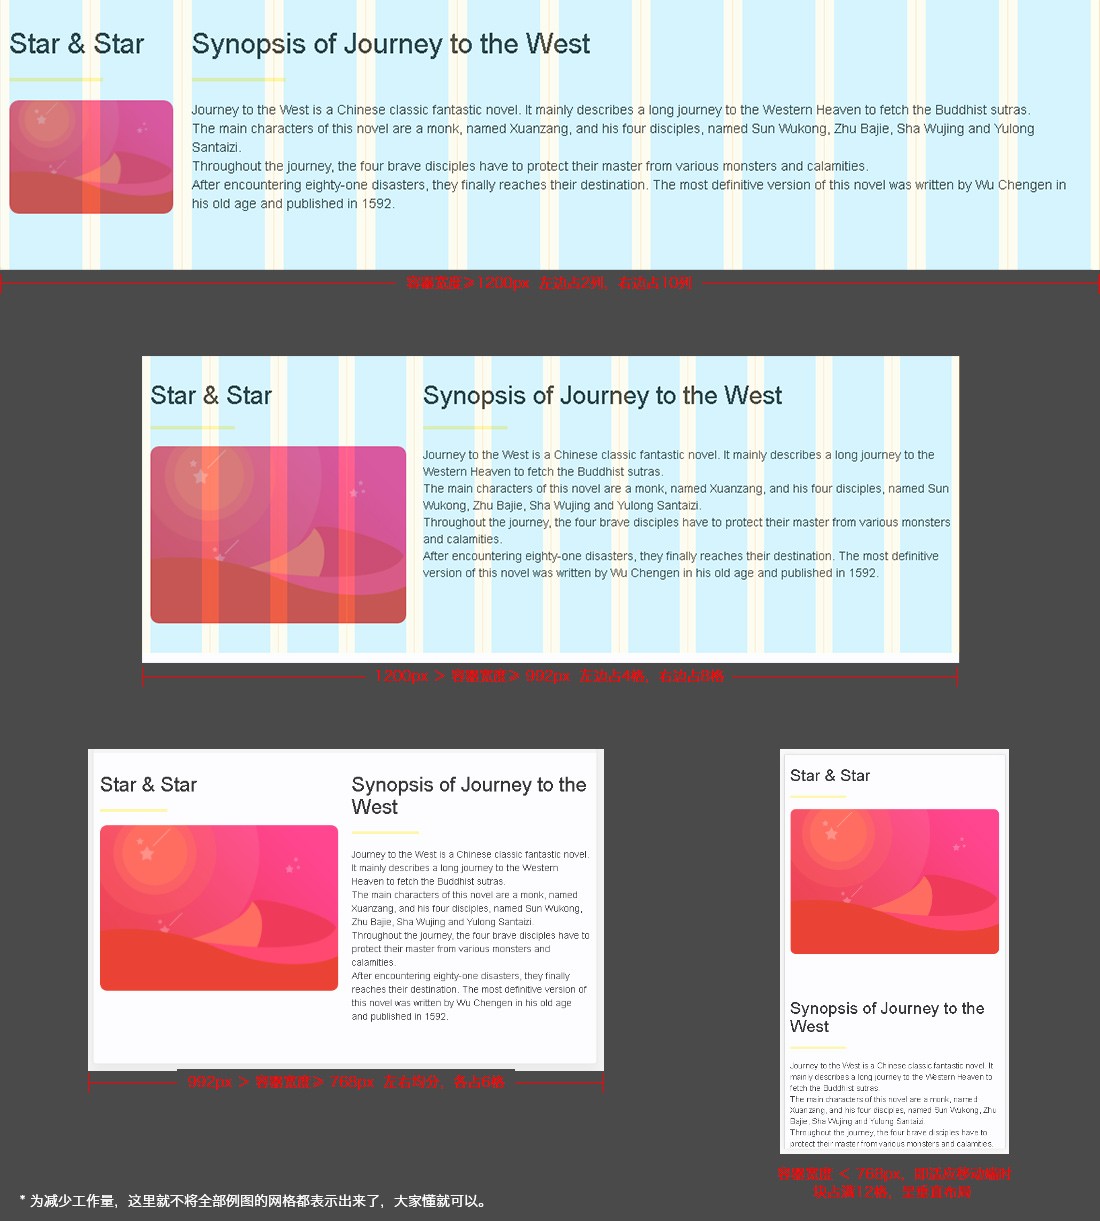 Star & Star
Synopsis of Journey to the West
Journey to the West is a Chinese classic fantastic novel. It mainly describes a long journey to the Western Heaven to fetch the Buddhist sutras.
The main characters of this novel are a monk, named Xuanzang, and his four disciples, named Sun Wukong, Zhu Bajie, Sha Wujing and Yulong
Santaizi.
Throughout the journey, the four brave disciples have to protect their master from various monsters and calamities.
After encountering eighty-one disasters, they finally reaches their destination. The most definitive version of this novel was written by Wu Chengen in
his old age and published in 1592.
容器宽度≥1200px 左边占2列，右边占10列
Star & Star
Synopsis of Journey to the West
Journey to the West is a Chinese classic fantastic novel. It mainly describes a long journey to the
Western Heaven to fetch the Buddhist sutras.
The main characters of this novel are a monk, named Xuanzang, and his four disciples, named Sun
Wukong, Zhu Bajie, Sha Wujing and Yulong Santaizi.
Throughout the journey, the four brave disciples have to protect their master from various monsters
and calamities.
After encountering eighty-one disasters, they finally reaches their destination. The most definitive
version of this novel was written by Wu Chengen in his old age and published in 1592.
1200px > 容器宽度≥ 992px 左边占4格，右边占8格
Star & Star
Synopsis of Journey to the
West
Journey to the West is a Chinese classic fantastic novel.
It mainly describes a long journey to the Western
Heaven to fetch the Buddhist sutras.
The main characters of this novel are a monk, named
Xuanzang, and his four disciples, named Sun Wukong,
Zhu Bajie, Sha Wujing and Yulong Santaizi.
Throughout the journey, the four brave disciples have to
protect their master from various monsters and
calamities.
After encountering eighty-one disasters, they finally
reaches their destination. The most definitive version of
this novel was written by Wu Chengen in his old age
and published in 1592.
992px > 容器宽度≥ 768px 左右均分，各占6格
Star & Star
Synopsis of Journey to the
West
Journey to the West is a Chinese classic fantastic novel. It
mainly describes a long journey to the Western Heaven to
fetch the Buddhist sutras.
The main characters of this novel are a monk, named
Xuanzang, and his four disciples, named Sun Wukong, Zhu
Bajie, Sha Wujing and Yulong Santaizi.
Throughout the journey, the four brave disciples have to
protect their master from various monsters and calamities.
容器宽度 < 768px，即适应移动端时
块占满12格，呈垂直布局
* 为减少工作量，这里就不将全部例图的网格都表示出来了，大家懂就可以。